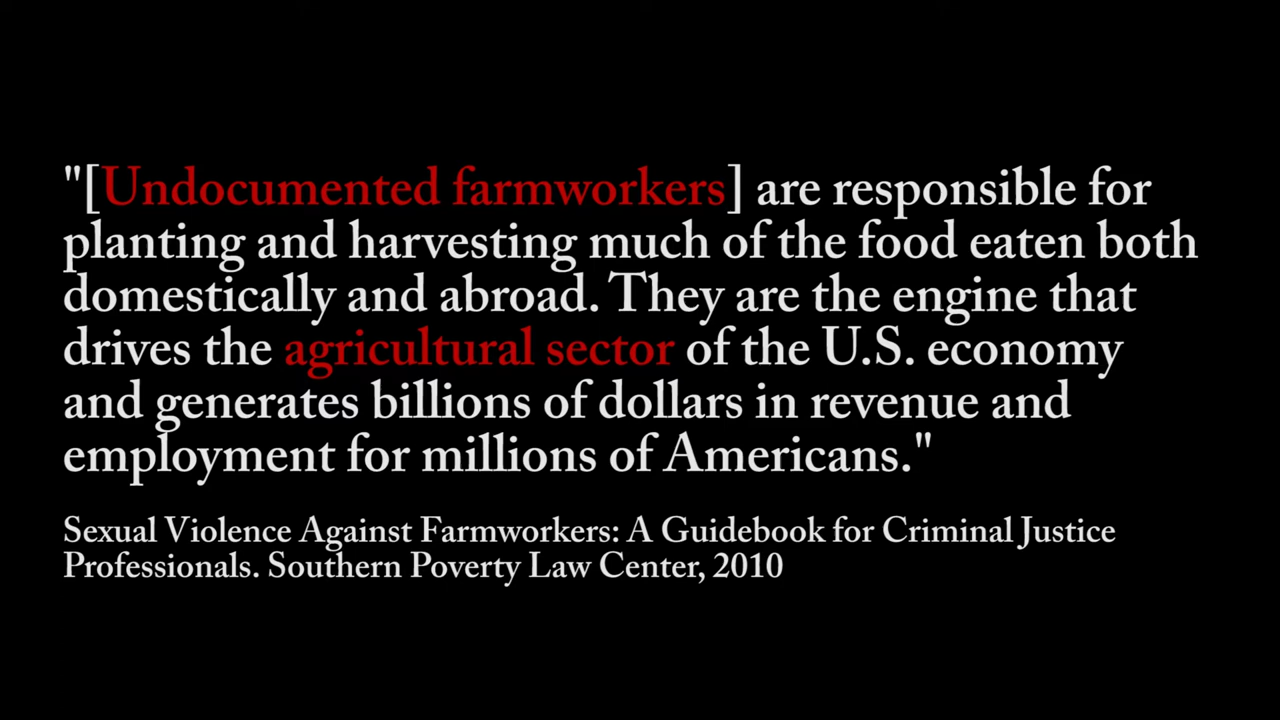 "[Undocumented farmworkers] are responsible for
planting and harvesting much of the food eaten both
domestically and abroad. They are the engine that
drives the agricultural sector of the U.S. economy
and generates billions of dollars in revenue and
employment for millions of Americans."
Sexual Violence Against Farmworkers: A Guidebook for Criminal Justice
Professionals. Southern Poverty Law Center, 2010